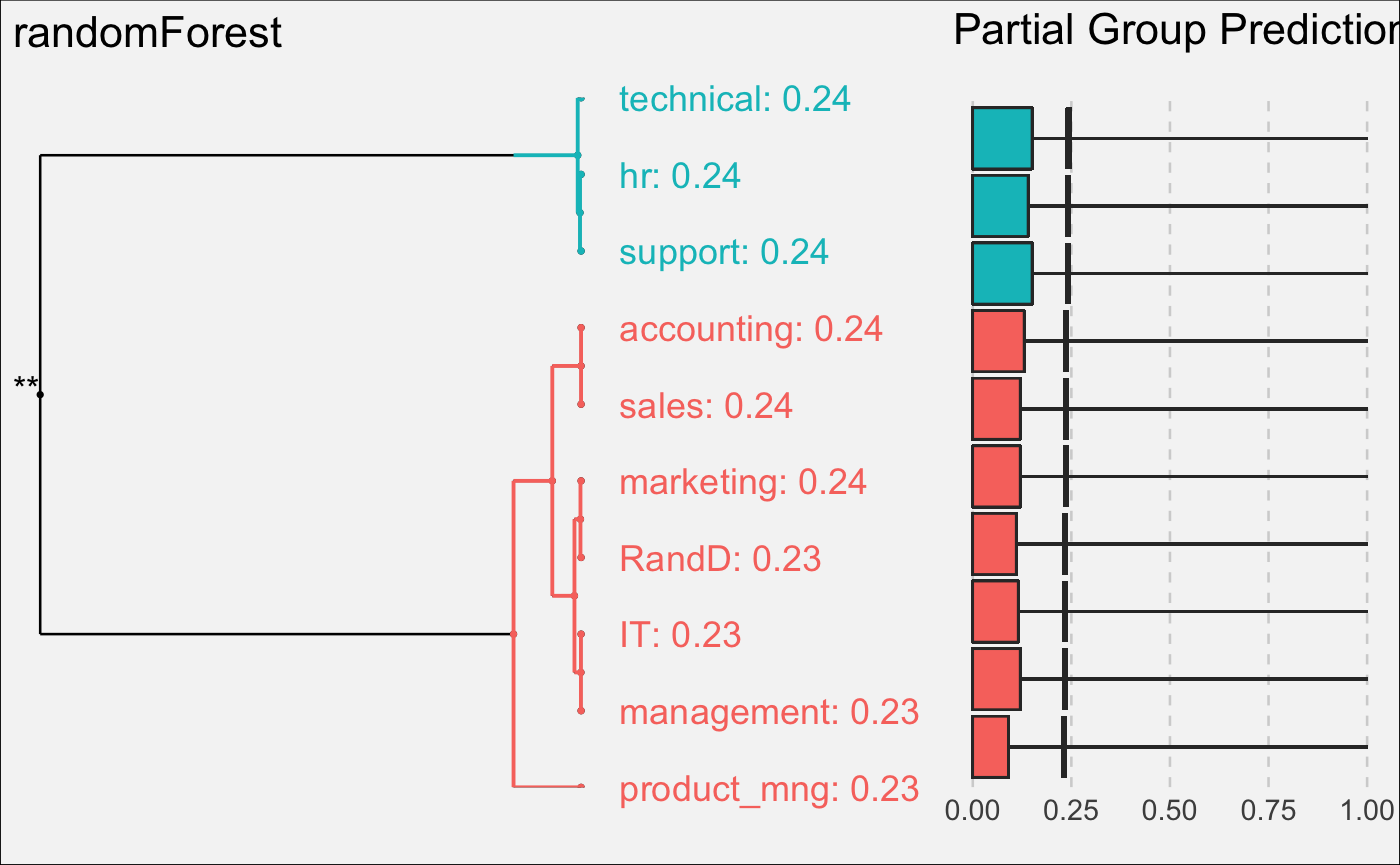 randomForest
Partial Group Prediction
technical: 0.24
hr: 0.24
support: 0.24
accounting: 0.24
**
sales: 0.24
marketing: 0.24
RandD: 0.23
IT: 0.23
management: 0.23
product_mng: 0.23
0.00 0.25 0.50 0.75 1.00